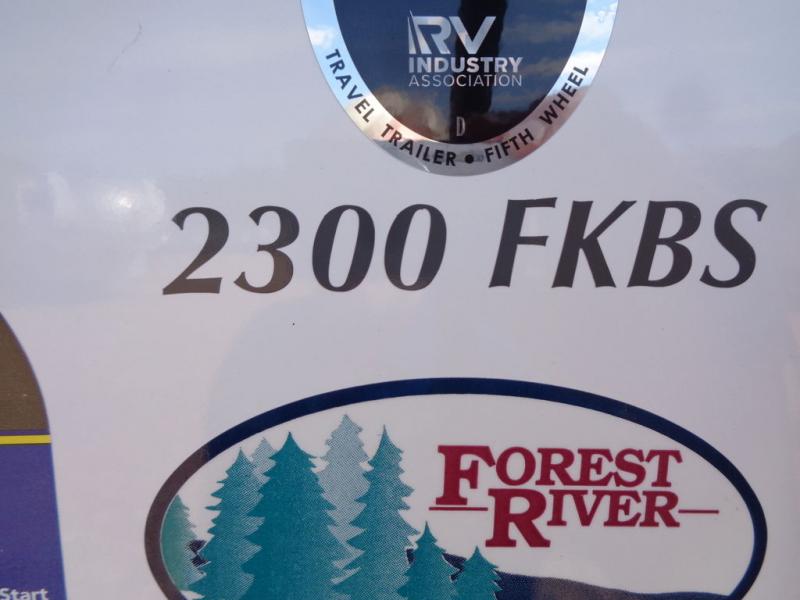 RV
INDUSTRY
ASSOCIATION
D
TRAVEL TRAILER • FIFTH WHEEL
2300 FKBS
FOREST
RIVER
Start